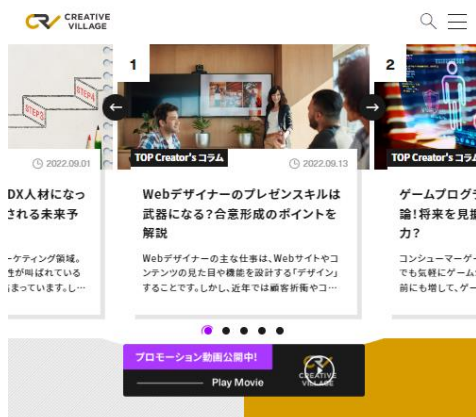 CREATIVE
VILLAGE
STEP3
STEP4
1
2
2022.09.01
TOP Creator's コラム
2022.09.13
TOP Creator's コラム
DX人材になっ
される未来予
Webデザイナーのプレゼンスキルは
武器になる?合意形成のポイントを
解説
ゲームプログラ
論!将来を見据
力?
ーケティング領域。
性が叫ばれている
まっています。し…
Webデザイナーの主な仕事は、Webサイトやコ
ンテンツの見た目や機能を設計する「デザイン」
することです。しかし、近年では顧客折衝やコ…
コンシューマーゲー
でも気軽にゲーム
前にも増して、ゲー
プロモーション動画公開中!
Play Movie
CREATIVE
VILLAGE